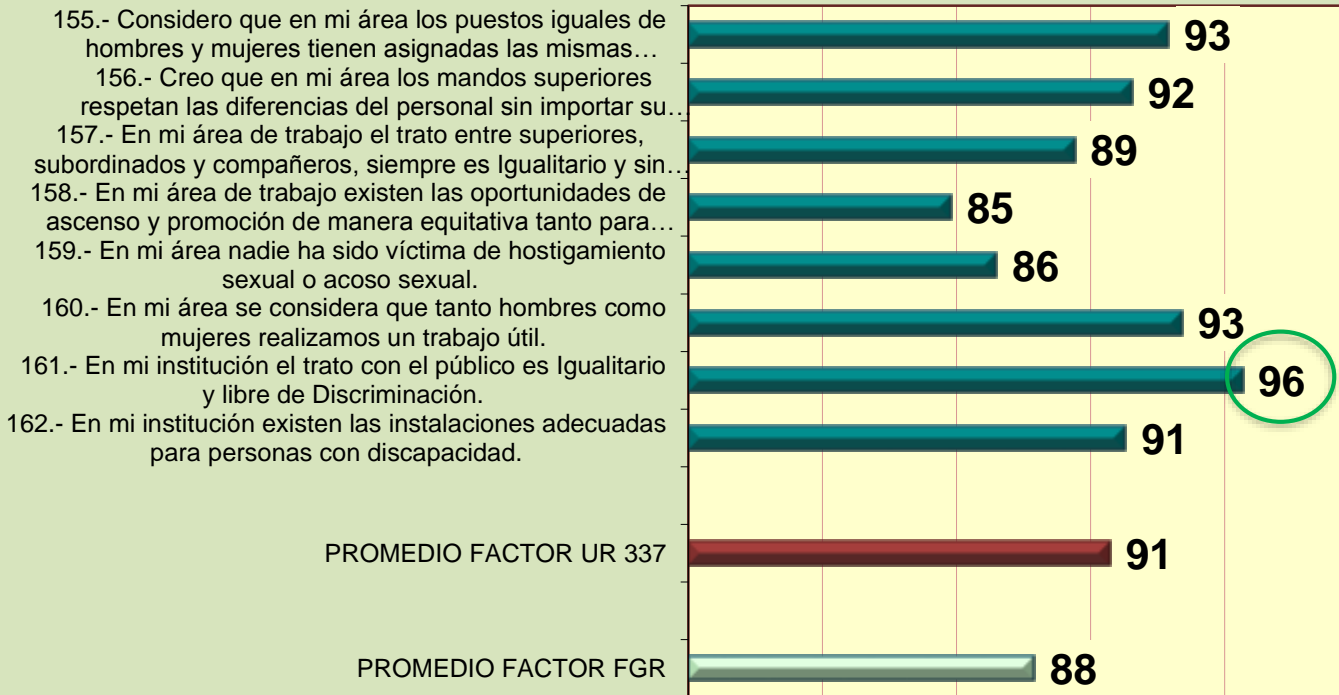 155.- Considero que en mi área los puestos iguales de
hombres y mujeres tienen asignadas las mismas…
93
156.- Creo que en mi área los mandos superiores
respetan las diferencias del personal sin importar su…
92
157.- En mi área de trabajo el trato entre superiores,
subordinados y compañeros, siempre es Igualitario y sin…
89
158.- En mi área de trabajo existen las oportunidades de
ascenso y promoción de manera equitativa tanto para…
85
159.- En mi área nadie ha sido víctima de hostigamiento
sexual o acoso sexual.
86
160.- En mi área se considera que tanto hombres como
mujeres realizamos un trabajo útil.
93
161.- En mi institución el trato con el público es Igualitario
y libre de Discriminación.
96
162.- En mi institución existen las instalaciones adecuadas
para personas con discapacidad.
91
PROMEDIO FACTOR UR 337
91
PROMEDIO FACTOR FGR
88